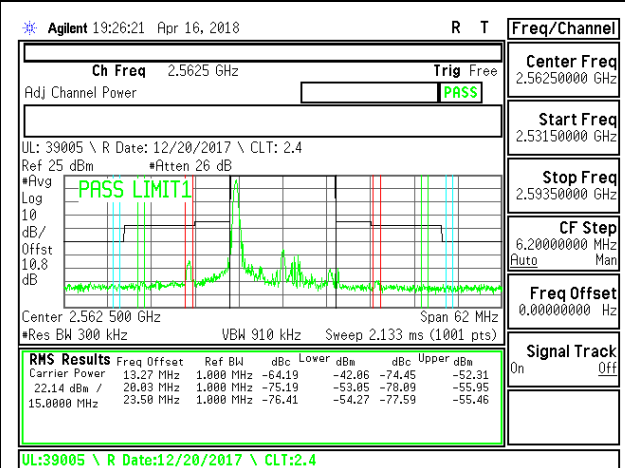 Agilent 19:26:21 Apr 16, 2018 R T
Freq/Channel
Ch Freq 2.5625 GHz Trig Free
Adj Channel Power PASS
UL: 39005 \ R Date: 12/20/2017 \ CLT: 2.4
Ref 25 dBm #Atten 26 dB
#Avg
Log
10
dB/
Offst
10.8
dB
PASS LIMIT1
Center 2.562 500 GHz Span 62 MHz
#Res BW 300 kHz VBW 910 kHz Sweep 2.133 ms (1001 pts)
RMS Results Freq Offset Ref BW dBc Lower dBm dBc Upper dBm
Carrier Power 13.27 MHz 1.000 MHz -64.19 -42.06 -74.45 -52.31
22.14 dBm / 20.03 MHz 1.000 MHz -75.19 -53.05 -78.09 -55.95
15.0000 MHz 23.50 MHz 1.000 MHz -76.41 -54.27 -77.59 -55.46
UL:39005 \ R Date:12/20/2017 \ CLT:2.4
Center Freq
2.56250000 GHz
Start Freq
2.53150000 GHz
Stop Freq
2.59350000 GHz
CF Step
6.20000000 MHz
Auto Man
Freq Offset
0.00000000 Hz
Signal Track
On Off